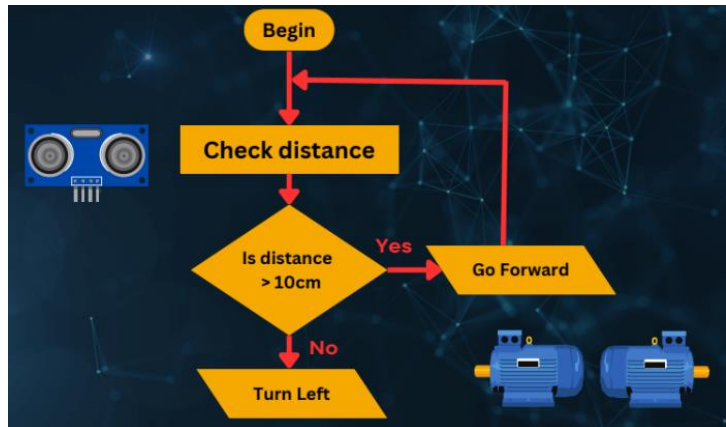 Begin
Check distance
Is distance
> 10cm
Yes
Go Forward
No
Turn Left